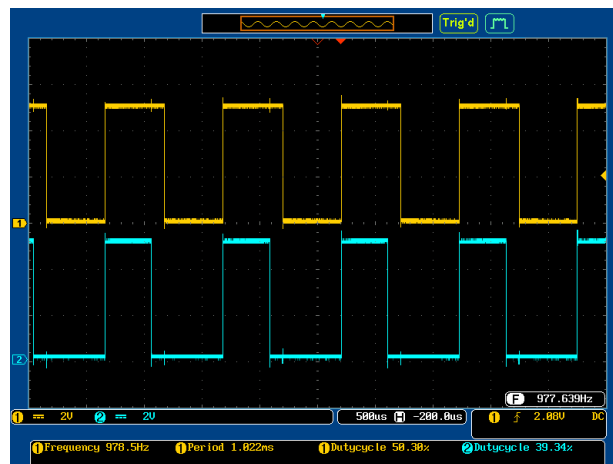 Trig'd
1
2
F 977.639Hz
1 2V 2 2V 500us H -200.0us 1 2.08V DC
1 Frequency 978.5Hz 1 Period 1.022ms 1 Dutycycle 50.30% 2 Dutycycle 39.34%